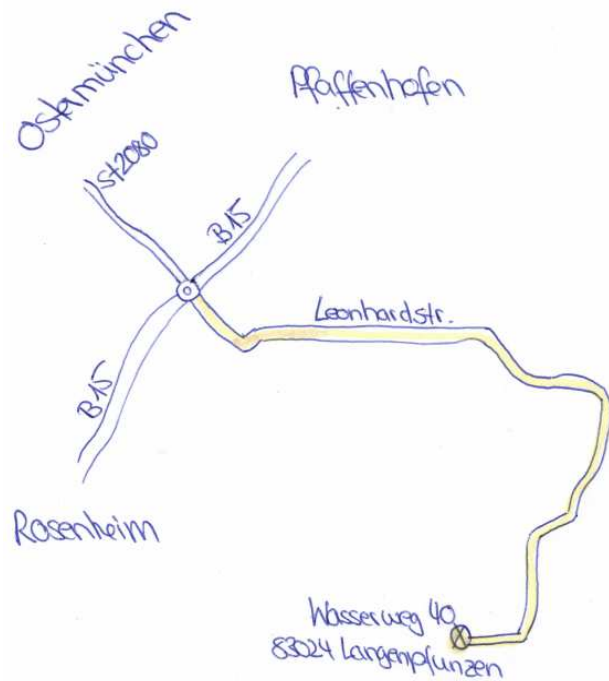 Ostermünchen
Pfaffenhofen
St2080
B15
Leonhardstr.
B15
Rosenheim
Wasserweg 40
83024 Langenpfunzen